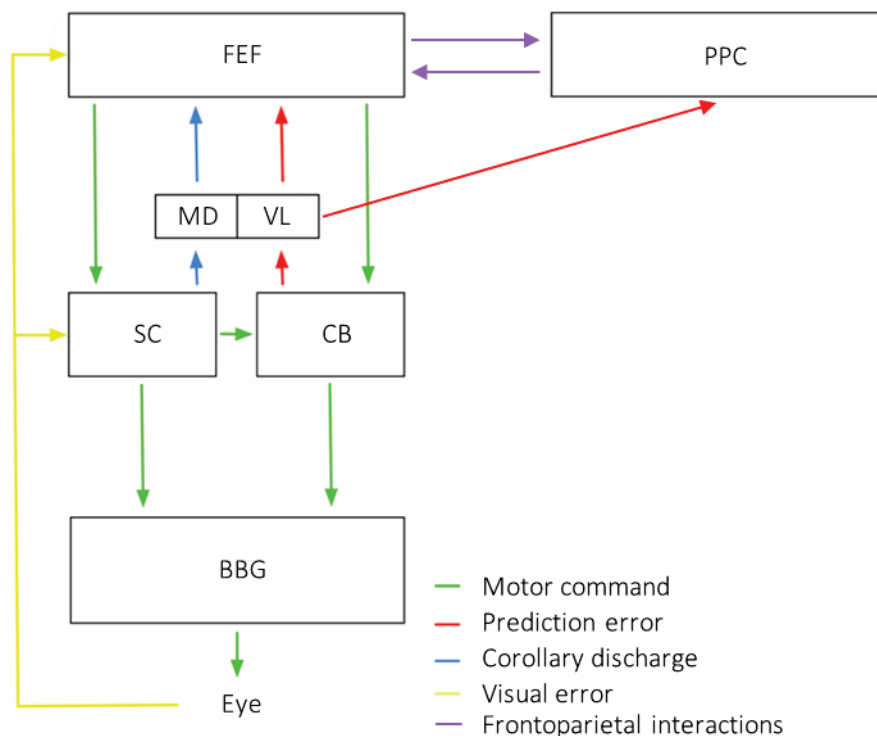 FEF
PPC
MD
VL
SC
CB
BBG
Eye
Motor command
Prediction error
Corollary discharge
Visual error
Frontoparietal interactions